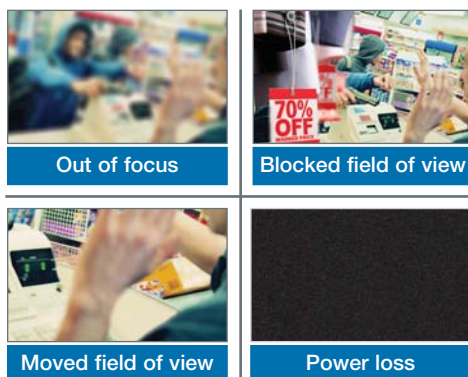 Out of focus
Blocked field of view
70%
OFF
Moved field of view
Power loss